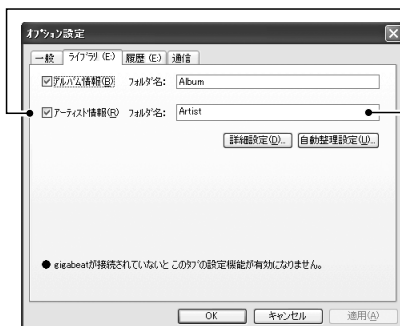 ｵﾌﾟｼｮﾝ設定
一般 ﾗｲﾌﾞﾗﾘ (E:) 履歴 (E:) 通信
ｱﾙﾊﾞﾑ情報(B) ﾌｫﾙﾀﾞ名: Album
ｱｰﾃｨｽﾄ情報(R) ﾌｫﾙﾀﾞ名: Artist
詳細設定(D)... 自動整理設定(U)...
● gigabeatが接続されていないと このﾀﾌﾞの設定機能が有効になりません。
OK ｷｬﾝｾﾙ 適用(A)